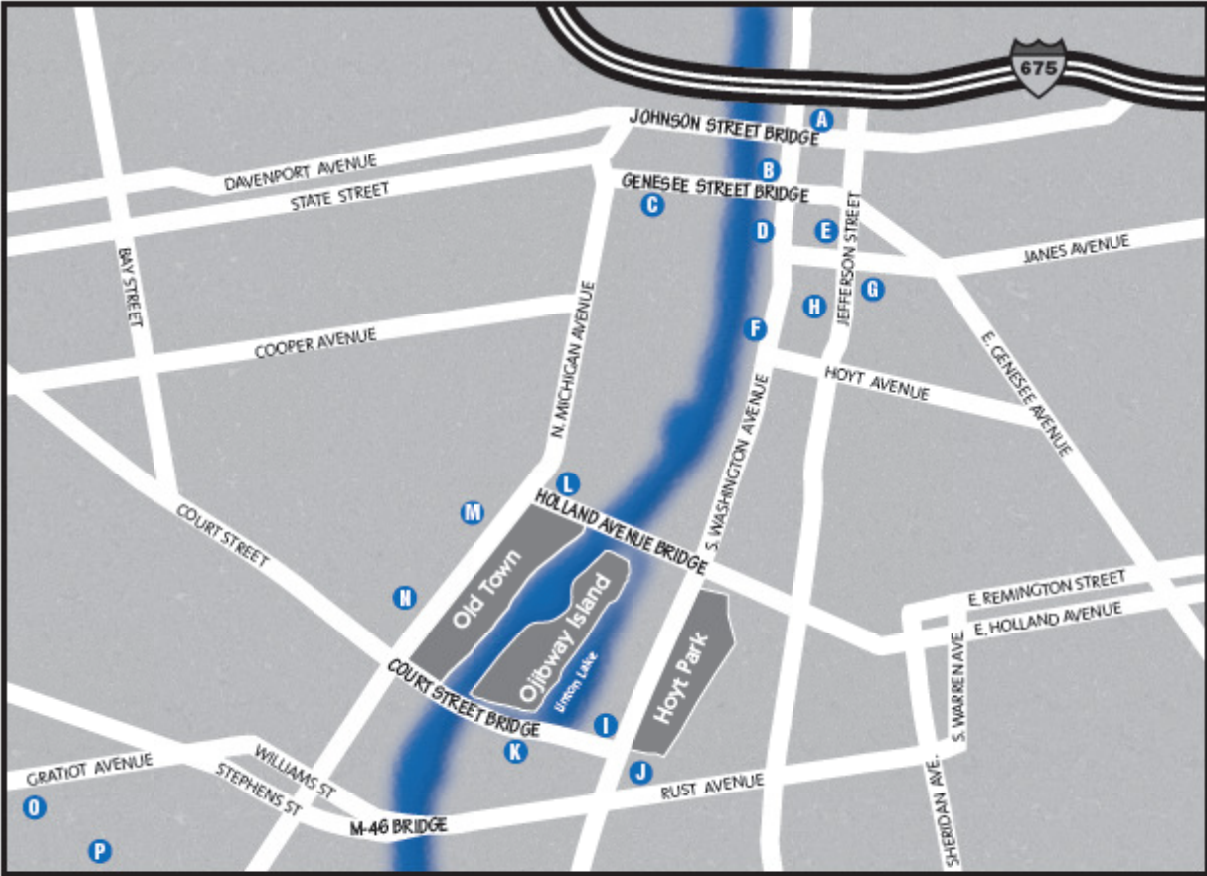 675
A
JOHNSON STREET BRIDGE
DAVENPORT AVENUE
B
STATE STREET
GENESEE STREET BRIDGE
C
D
E
JEFFERSON STREET
JANES AVENUE
BAY STREET
G
H
F
COOPER AVENUE
N. MICHIGAN AVENUE
E. GENESEE AVENUE
HOYT AVENUE
S. WASHINGTON AVENUE
L
M
HOLLAND AVENUE BRIDGE
COURT STREET
Old Town
Ojibway Island
N
E. REMINGTON STREET
E. HOLLAND AVENUE
S. WARREN AVE.
Linton Lake
Hoyt Park
COURT STREET BRIDGE
I
K
J
GRATIOT AVENUE
WILLIAMS ST
STEPHENS ST
RUST AVENUE
SHERIDAN AVE.
O
M-46 BRIDGE
P